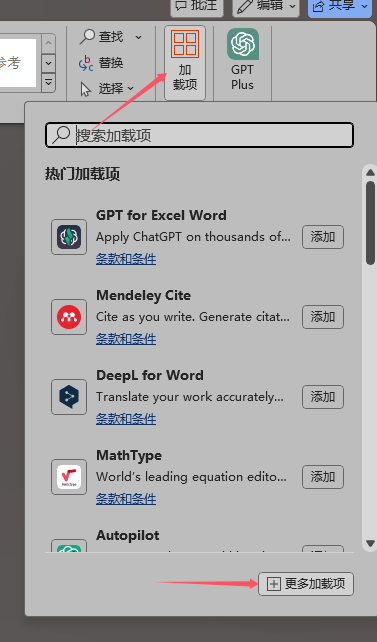 批注
编辑
共享
参考
查找
替换
选择
加
载项
GPT
Plus
搜索加载项
热门加载项
GPT for Excel Word
Apply ChatGPT on thousands of...
添加
条款和条件
Mendeley Cite
Cite as you write. Generate citat...
添加
条款和条件
DeepL for Word
Translate your work accurately...
添加
条款和条件
MathType
World's leading equation edito...
添加
条款和条件
Autopilot
更多加载项